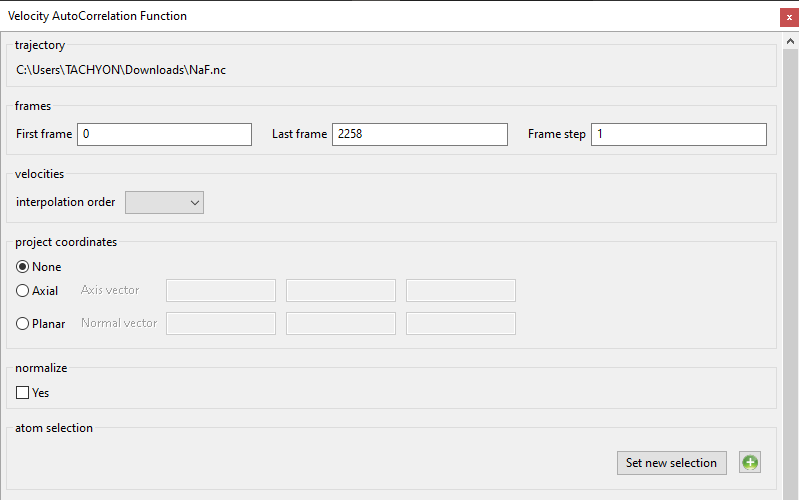 Velocity AutoCorrelation Function
x
trajectory
C:\Users\TACHYON\Downloads\NaF.nc
frames
First frame 0 Last frame 2258 Frame step 1
velocities
interpolation order
project coordinates
None
Axial Axis vector
Planar Normal vector
normalize
Yes
atom selection
Set new selection